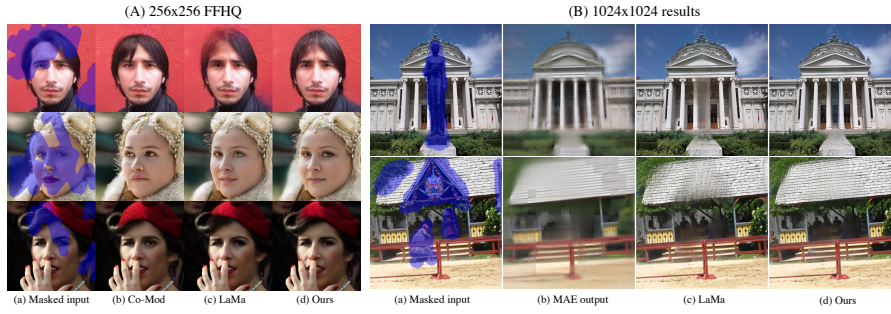 (A) 256x256 FFHQ
(B) 1024x1024 results
(a) Masked input (b) Co-Mod (c) LaMa (d) Ours
(a) Masked input (b) MAE output (c) LaMa (d) Ours